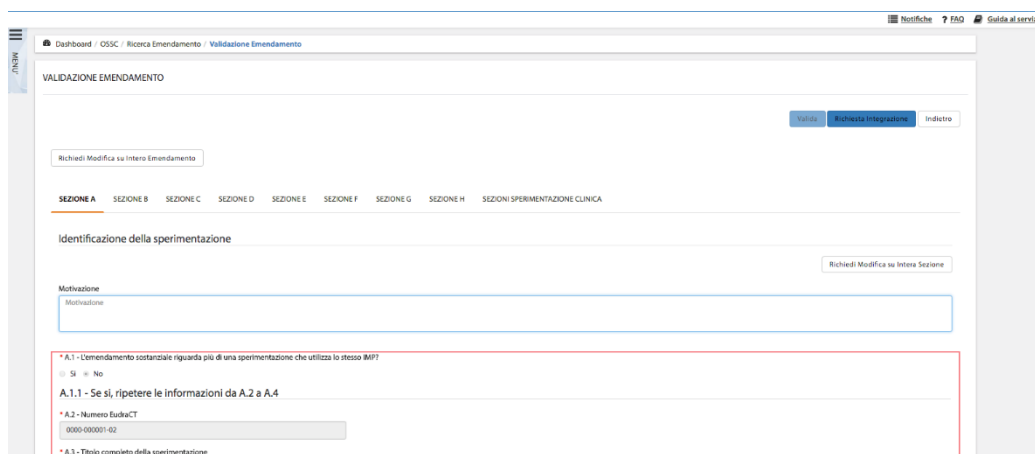 Notifiche ? FAQ Guida al serviz
MENU'
Dashboard / OSSC / Ricerca Emendamento / Validazione Emendamento
VALIDAZIONE EMENDAMENTO
Valida Richiesta Integrazione Indietro
Richiedi Modifica su Intero Emendamento
SEZIONE A SEZIONE B SEZIONE C SEZIONE D SEZIONE E SEZIONE F SEZIONE G SEZIONE H SEZIONI SPERIMENTAZIONE CLINICA
Identificazione della sperimentazione
Richiedi Modifica su Intera Sezione
Motivazione
Motivazione
* A.1 - L'emendamento sostanziale riguarda più di una sperimentazione che utilizza lo stesso IMP?
Si No
A.1.1 - Se si, ripetere le informazioni da A.2 a A.4
* A.2 - Numero EudraCT
0000-000001-02
* A.3 - Titolo completo della sperimentazione